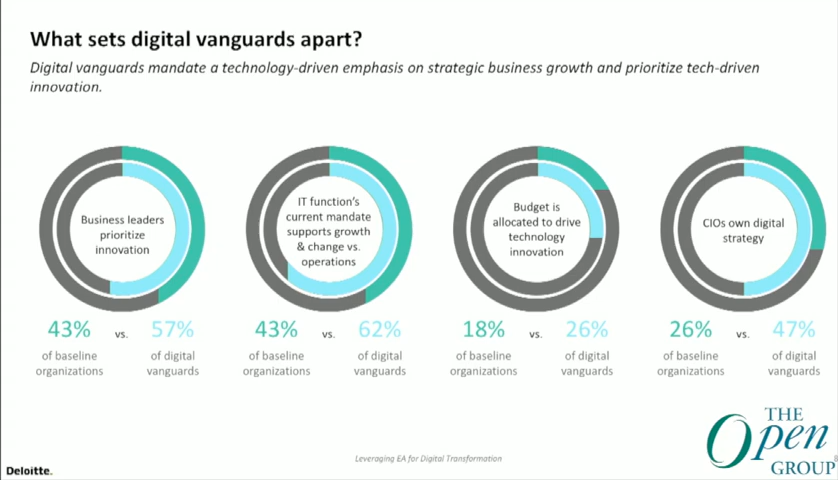 What sets digital vanguards apart?
Digital vanguards mandate a technology-driven emphasis on strategic business growth and prioritize tech-driven
innovation.
Business leaders
prioritize
innovation
43%
vs.
57%
of baseline
organizations
of digital
vanguards
IT function's
current mandate
supports growth
& change vs.
operations
43%
vs.
62%
of baseline
organizations
of digital
vanguards
Budget is
allocated to drive
technology
innovation
18%
vs.
26%
of baseline
organizations
of digital
vanguards
CIOs own digital
strategy
26%
vs.
47%
of baseline
organizations
of digital
vanguards
Deloitte.
Leveraging EA for Digital Transformation
THE
Open
GROUP